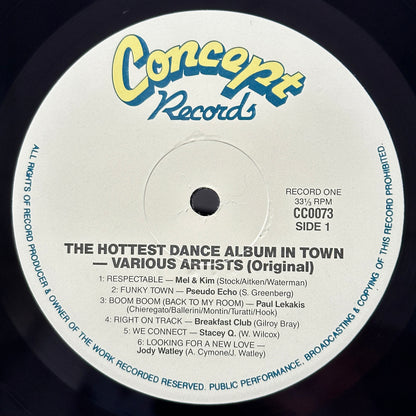 Concept
Records
RECORD ONE
33⅓ RPM
CC0073
SIDE 1
THE HOTTEST DANCE ALBUM IN TOWN
— VARIOUS ARTISTS (Original)
1: RESPECTABLE — Mel & Kim (Stock/Aitken/Waterman)
2: FUNKY TOWN — Pseudo Echo (S. Greenberg)
3: BOOM BOOM (BACK TO MY ROOM) — Paul Lekakis
(Chieregato/Ballerini/Montin/Turatti/Hook)
4: RIGHT ON TRACK — Breakfast Club (Gilroy Bray)
5: WE CONNECT — Stacey Q. (W. Wilcox)
6: LOOKING FOR A NEW LOVE —
Jody Watley (A. Cymone/J. Watley)
ALL RIGHTS OF RECORD PRODUCER & OWNER OF THE WORK RECORDED RESERVED. PUBLIC PERFORMANCE, BROADCASTING & COPYING OF THIS RECORD PROHIBITED.